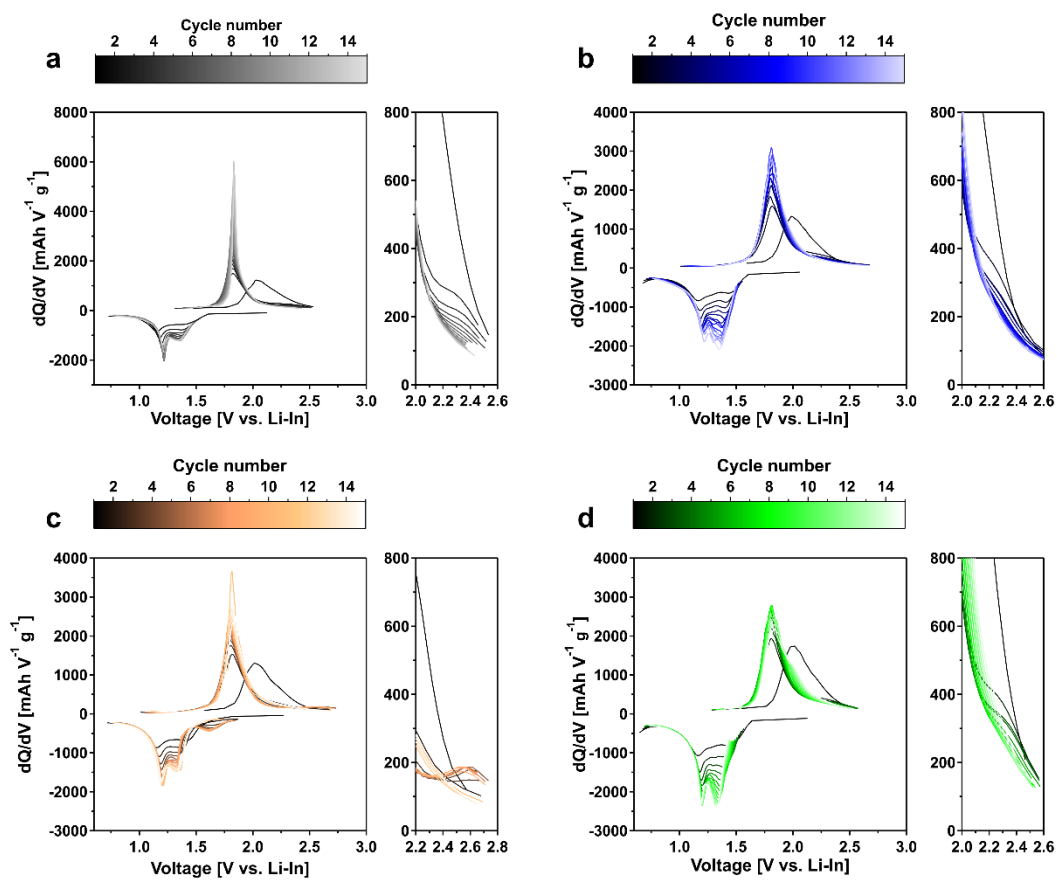 Cycle number
2 4 6 8 10 12 14
a
8000
6000
4000
2000
0
-2000
dQ/dV [mAh V⁻¹ g⁻¹]
1.0 1.5 2.0 2.5 3.0
Voltage [V vs. Li-In]
800
600
400
200
0
2.0 2.2 2.4 2.6
Cycle number
2 4 6 8 10 12 14
b
4000
3000
2000
1000
0
-1000
-2000
-3000
dQ/dV [mAh V⁻¹ g⁻¹]
1.0 1.5 2.0 2.5 3.0
Voltage [V vs. Li-In]
800
600
400
200
0
2.0 2.2 2.4 2.6
Cycle number
2 4 6 8 10 12 14
c
4000
3000
2000
1000
0
-1000
-2000
-3000
dQ/dV [mAh V⁻¹ g⁻¹]
1.0 1.5 2.0 2.5 3.0
Voltage [V vs. Li-In]
800
600
400
200
0
2.2 2.4 2.6 2.8
Cycle number
2 4 6 8 10 12 14
d
4000
3000
2000
1000
0
-1000
-2000
-3000
dQ/dV [mAh V⁻¹ g⁻¹]
1.0 1.5 2.0 2.5 3.0
Voltage [V vs. Li-In]
800
600
400
200
0
2.0 2.2 2.4 2.6